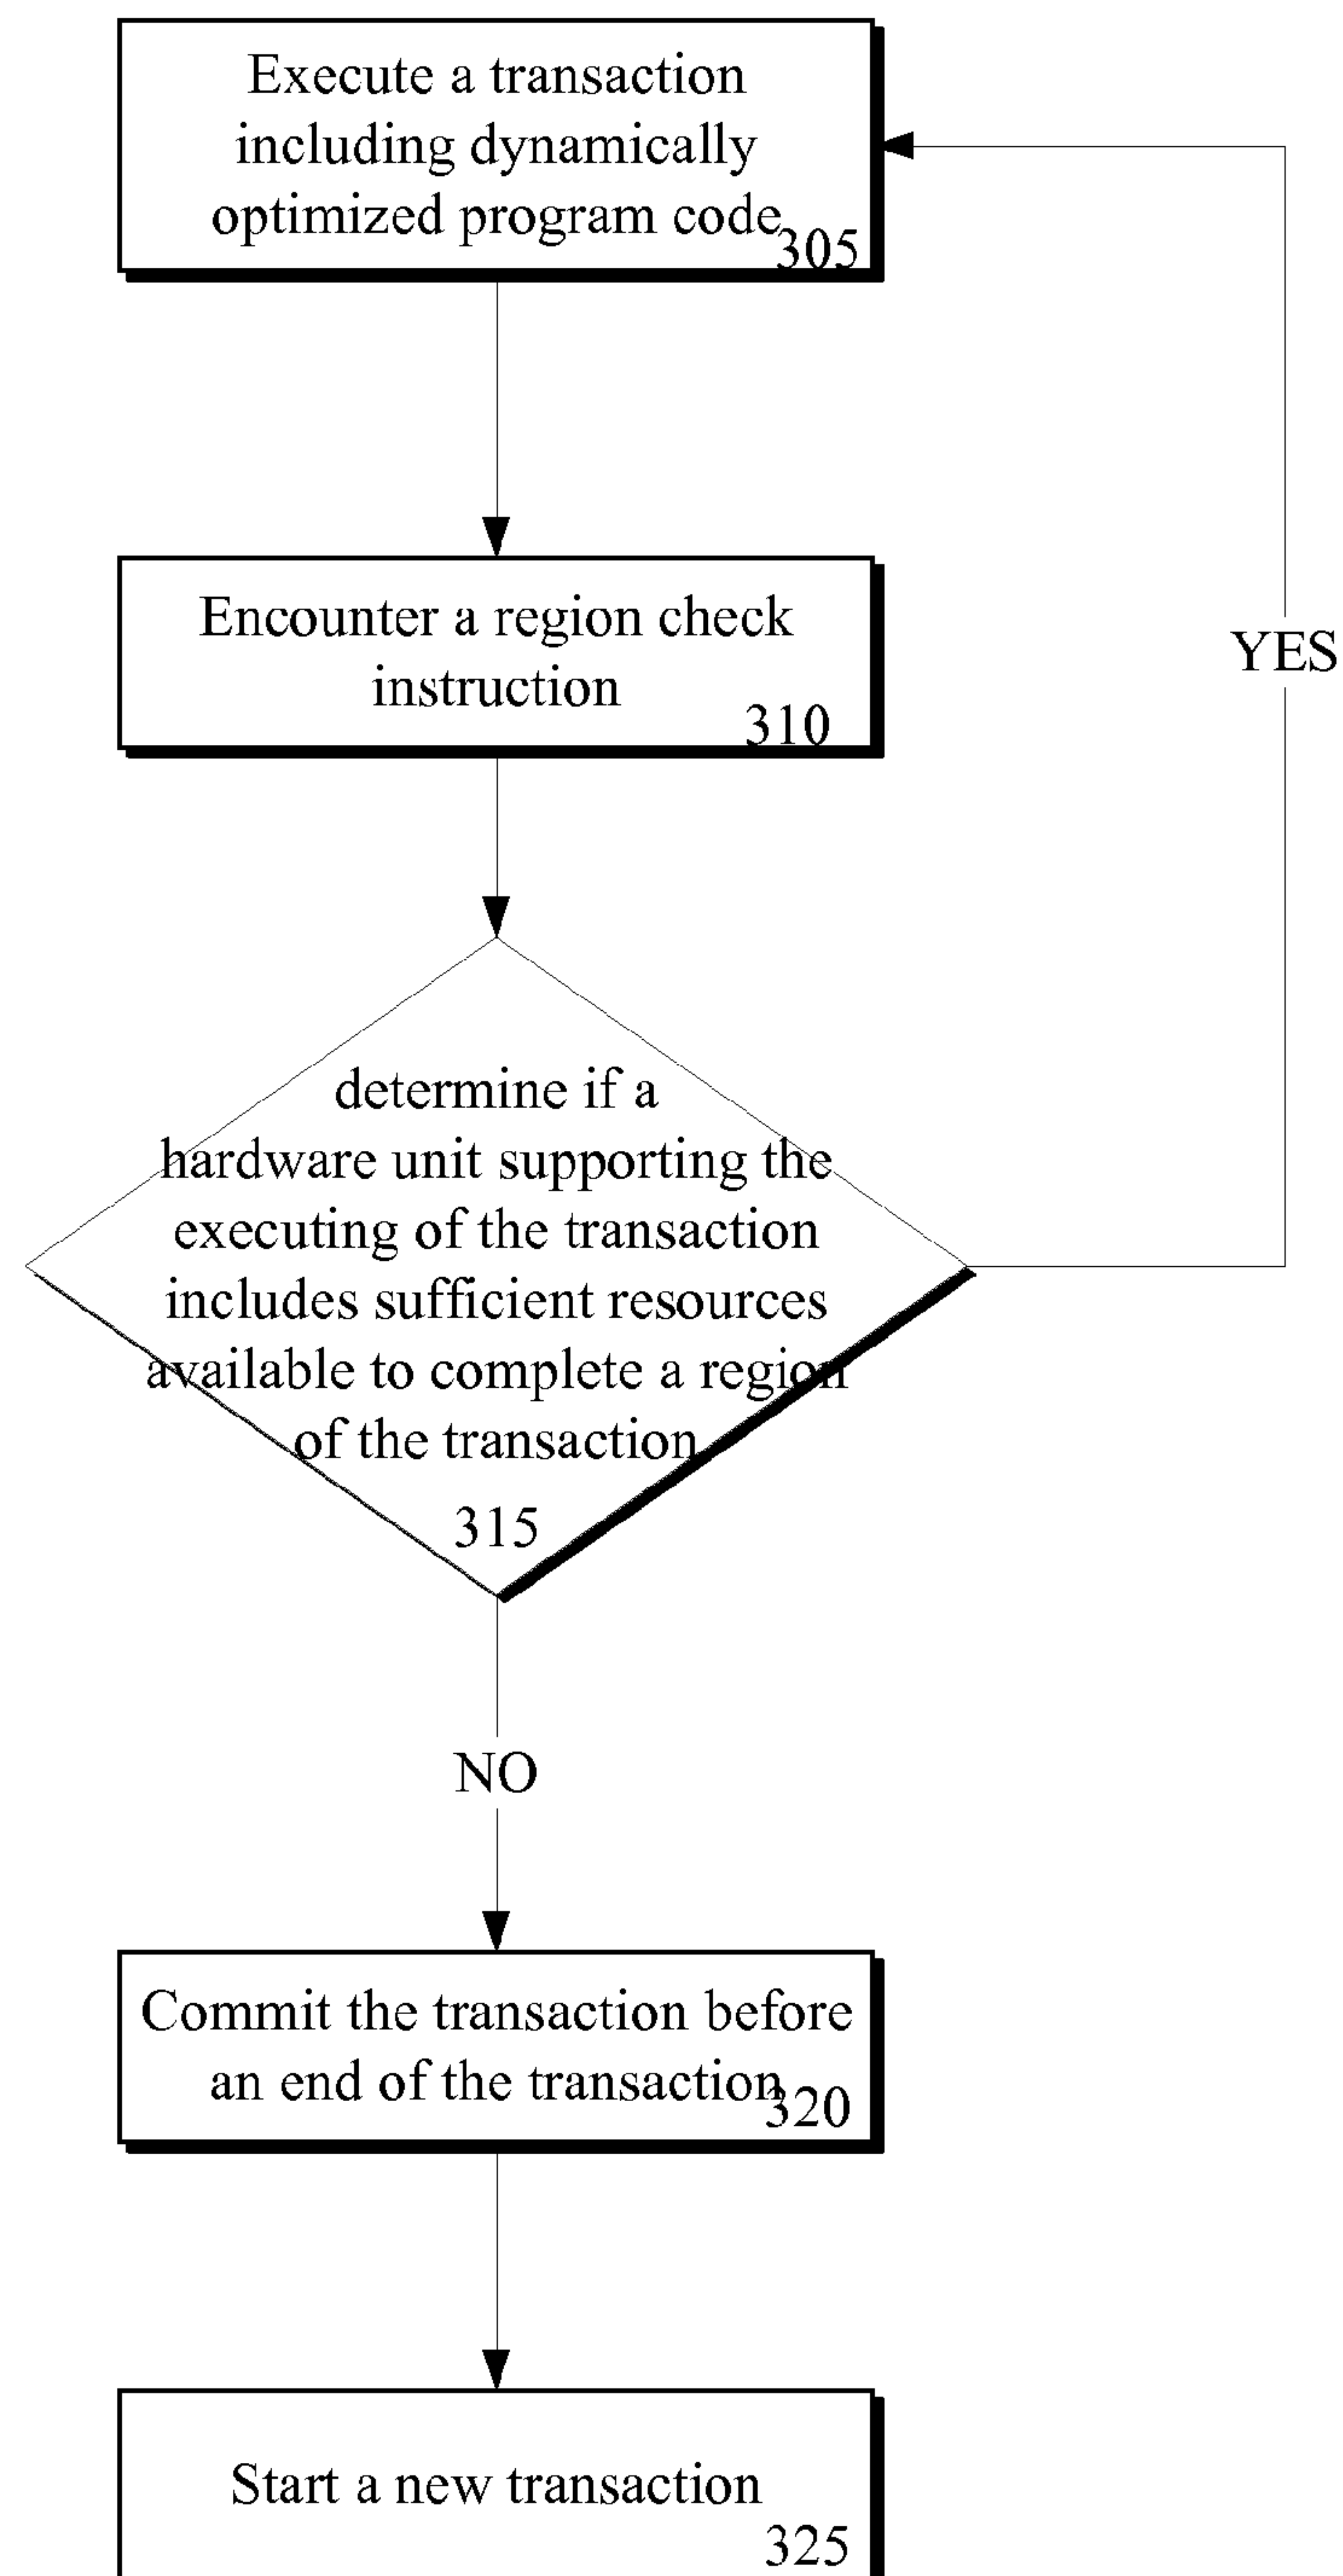 Execute a transaction
including dynamically
optimized program code
305
Encounter a region check
instruction
310
YES
determine if a
hardware unit supporting the
executing of the transaction
includes sufficient resources
available to complete a region
of the transaction
315
NO
Commit the transaction before
an end of the transaction
320
Start a new transaction
325